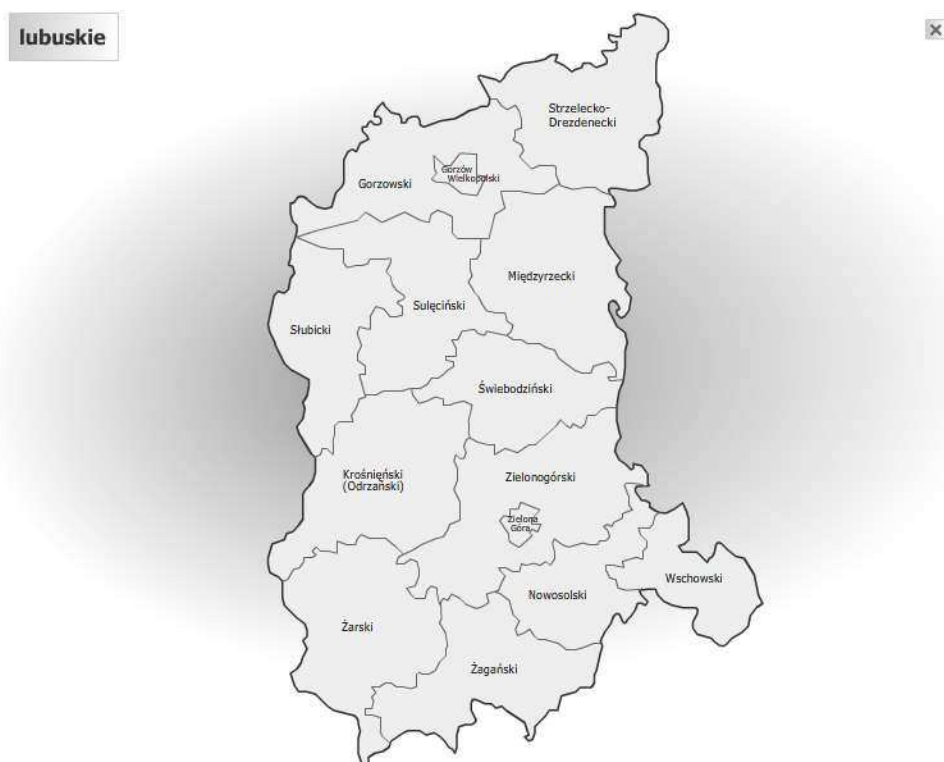 lubuskie
Strzelecko-
Drezdenecki
Gorzów
Wielkopolski
Gorzowski
Międzyrzecki
Sulęciński
Słubicki
Świebodziński
Krośnieński
(Odrzański)
Zielonogórski
Zielona
Góra
Wschowski
Nowosolski
Żarski
Żagański